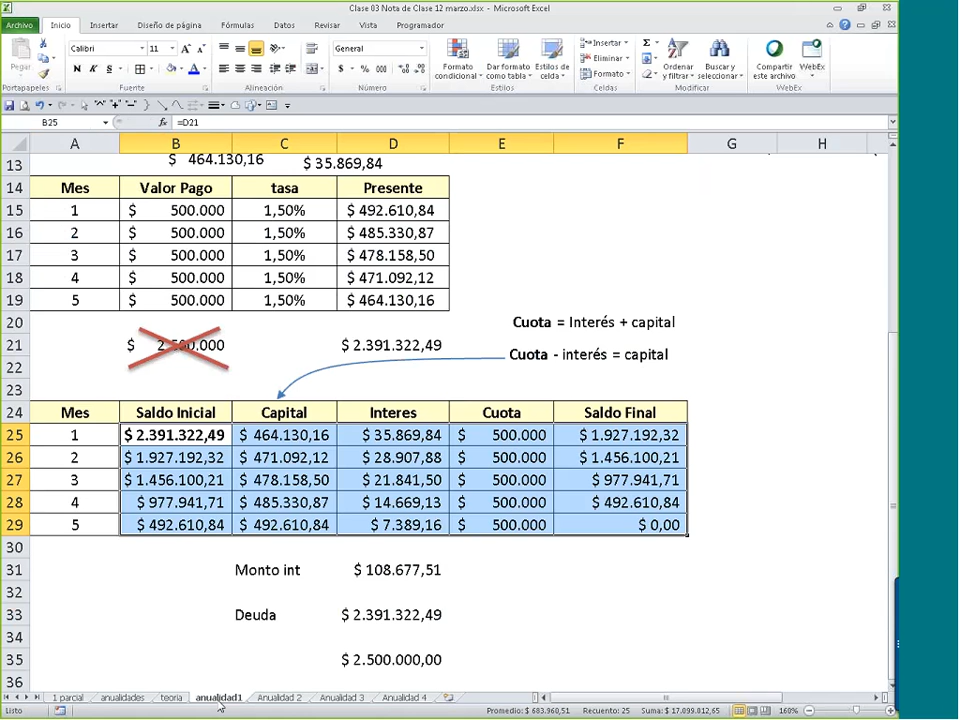 Clase 03 Nota de Clase 12 marzo.xlsx - Microsoft Excel
Archivo Inicio Insertar Diseño de página Fórmulas Datos Revisar Vista Programador
Pegar Calibri 11 A A General Formato condicional Dar formato como tabla Estilos de celda Insertar Eliminar Formato Σ Ordenar y filtrar Buscar y seleccionar Compartir este archivo WebEx
N K S $ % 000
Portapapeles Fuente Alineación Número Estilos Celdas Modificar WebEx
B25 fx =D21
A B C D E F G H
13 $ 464.130,16 $ 35.869,84
14 Mes Valor Pago tasa Presente
15 1 $ 500.000 1,50% $ 492.610,84
16 2 $ 500.000 1,50% $ 485.330,87
17 3 $ 500.000 1,50% $ 478.158,50
18 4 $ 500.000 1,50% $ 471.092,12
19 5 $ 500.000 1,50% $ 464.130,16
20 Cuota = Interés + capital
21 $ 2.500.000 $ 2.391.322,49
22 Cuota - interés = capital
23
24 Mes Saldo Inicial Capital Interes Cuota Saldo Final
25 1 $ 2.391.322,49 $ 464.130,16 $ 35.869,84 $ 500.000 $ 1.927.192,32
26 2 $ 1.927.192,32 $ 471.092,12 $ 28.907,88 $ 500.000 $ 1.456.100,21
27 3 $ 1.456.100,21 $ 478.158,50 $ 21.841,50 $ 500.000 $ 977.941,71
28 4 $ 977.941,71 $ 485.330,87 $ 14.669,13 $ 500.000 $ 492.610,84
29 5 $ 492.610,84 $ 492.610,84 $ 7.389,16 $ 500.000 $ 0,00
30
31 Monto int $ 108.677,51
32
33 Deuda $ 2.391.322,49
34
35 $ 2.500.000,00
36
1 parcial anualidades teoria anualidad1 Anualidad 2 Anualidad 3 Anualidad 4
Listo Promedio: $ 683.960,51 Recuento: 25 Suma: $ 17.099.012,65 160%